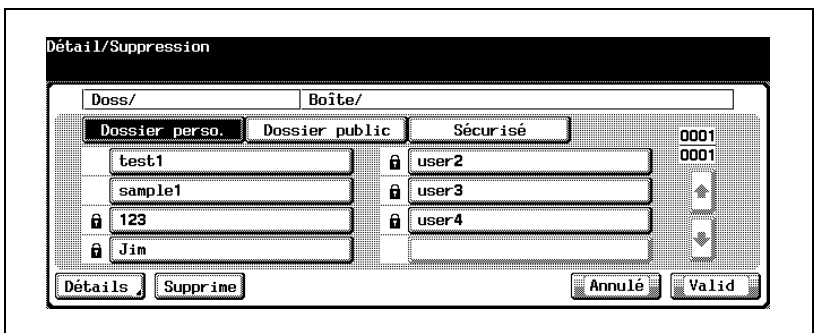 Détail/Suppression
Doss/ Boîte/
Dossier perso. Dossier public Sécurisé 0001
test1 user2 0001
sample1 user3
123 user4
Jim
Détails Supprime Annulé Valid